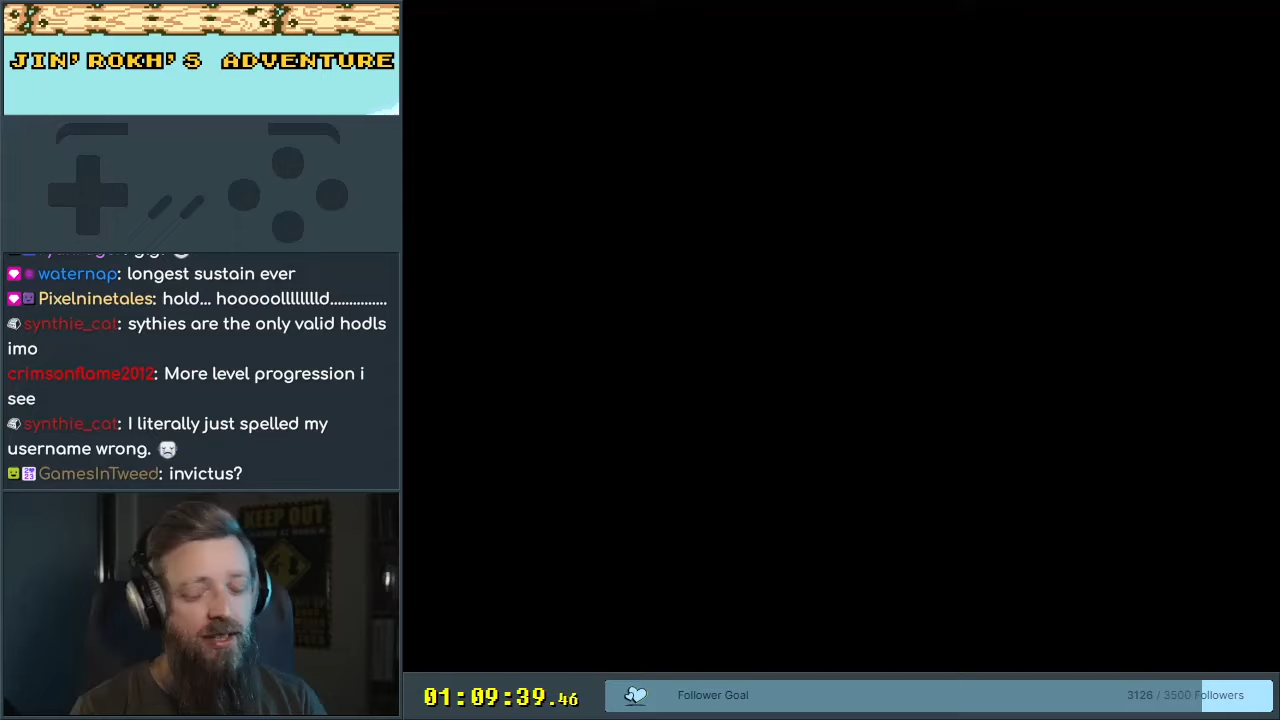 JIN'ROKH'S ADVENTURE
waternap: longest sustain ever
Pixelninetales: hold... hooooollllllllld..............
synthie_cat: sythies are the only valid hodls
imo
crimsonflame2012: More level progression i
see
synthie_cat: I literally just spelled my
username wrong.
GamesInTweed: invictus?
KEEP OUT
01:09:39.46
Follower Goal
3126 / 3500 Followers